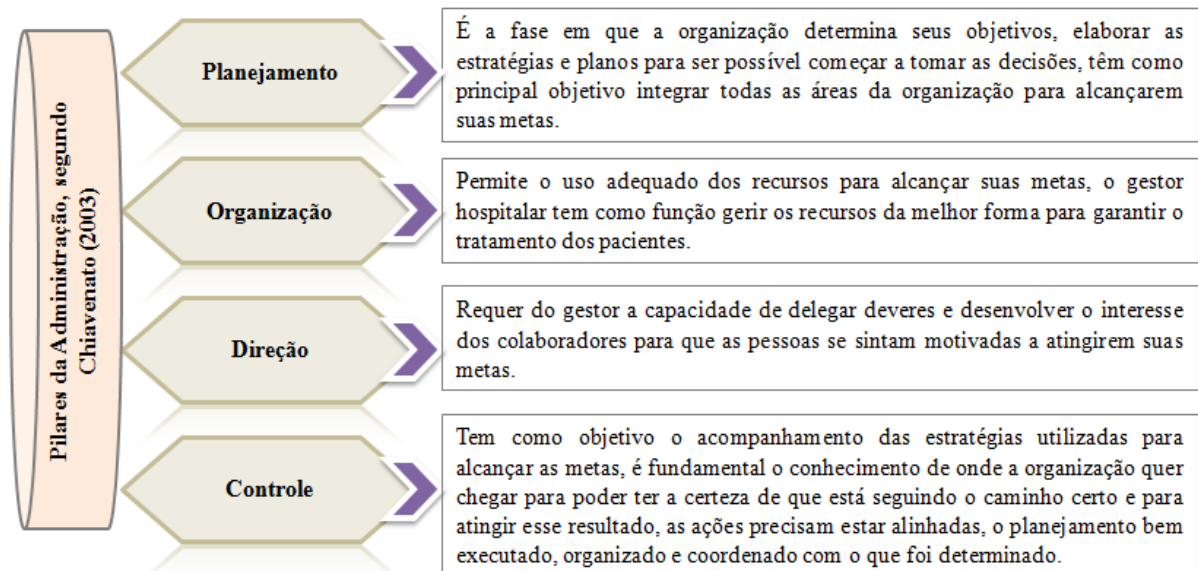 Pilares da Administração, segundo
Chiavenato (2003)
Planejamento
É a fase em que a organização determina seus objetivos, elaborar as
estratégias e planos para ser possível começar a tomar as decisões, têm como
principal objetivo integrar todas as áreas da organização para alcançarem
suas metas.
Organização
Permite o uso adequado dos recursos para alcançar suas metas, o gestor
hospitalar tem como função gerir os recursos da melhor forma para garantir o
tratamento dos pacientes.
Direção
Requer do gestor a capacidade de delegar deveres e desenvolver o interesse
dos colaboradores para que as pessoas se sintam motivadas a atingirem suas
metas.
Controle
Tem como objetivo o acompanhamento das estratégias utilizadas para
alcançar as metas, é fundamental o conhecimento de onde a organização quer
chegar para poder ter a certeza de que está seguindo o caminho certo e para
atingir esse resultado, as ações precisam estar alinhadas, o planejamento bem
executado, organizado e coordenado com o que foi determinado.